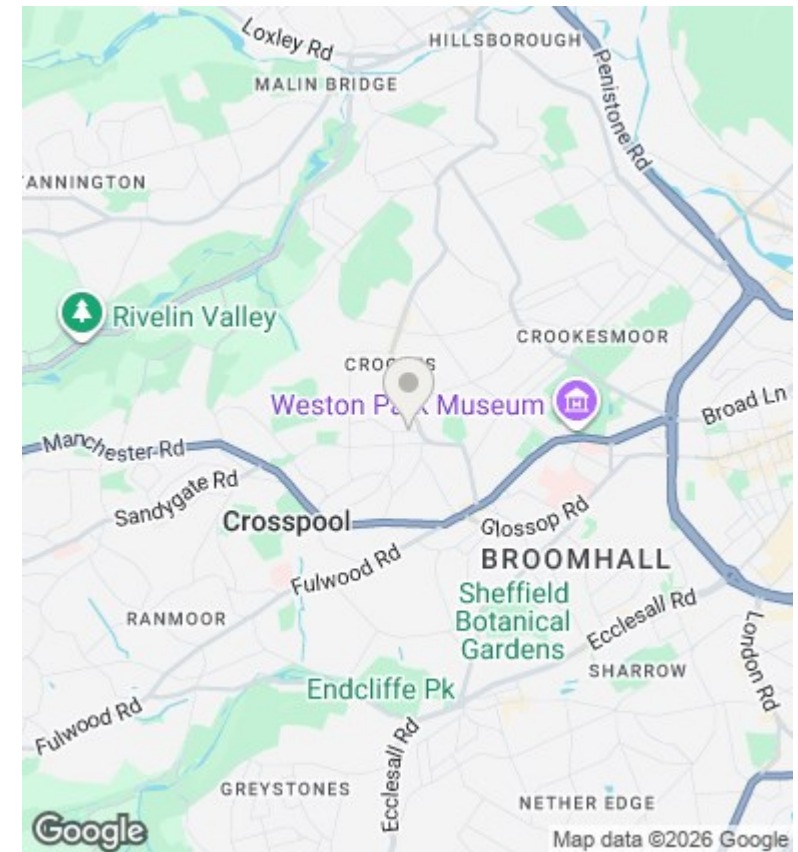 Loxley Rd
HILLSBOROUGH
MALIN BRIDGE
Penistone Rd
TANNINGTON
Rivelin Valley
CROOKESMOOR
Weston Park Museum
Broad Ln
Manchester Rd
Sandygate Rd
Crosspool
Glossop Rd
Fulwood Rd
BROOMHALL
Sheffield
Botanical
Gardens
Ecclesall Rd
RANMOOR
SHARROW
London Rd
Endcliffe Pk
Fulwood Rd
Ecclesall Rd
GREYSTONES
NETHER EDGE
Google
Map data ©2026 Google